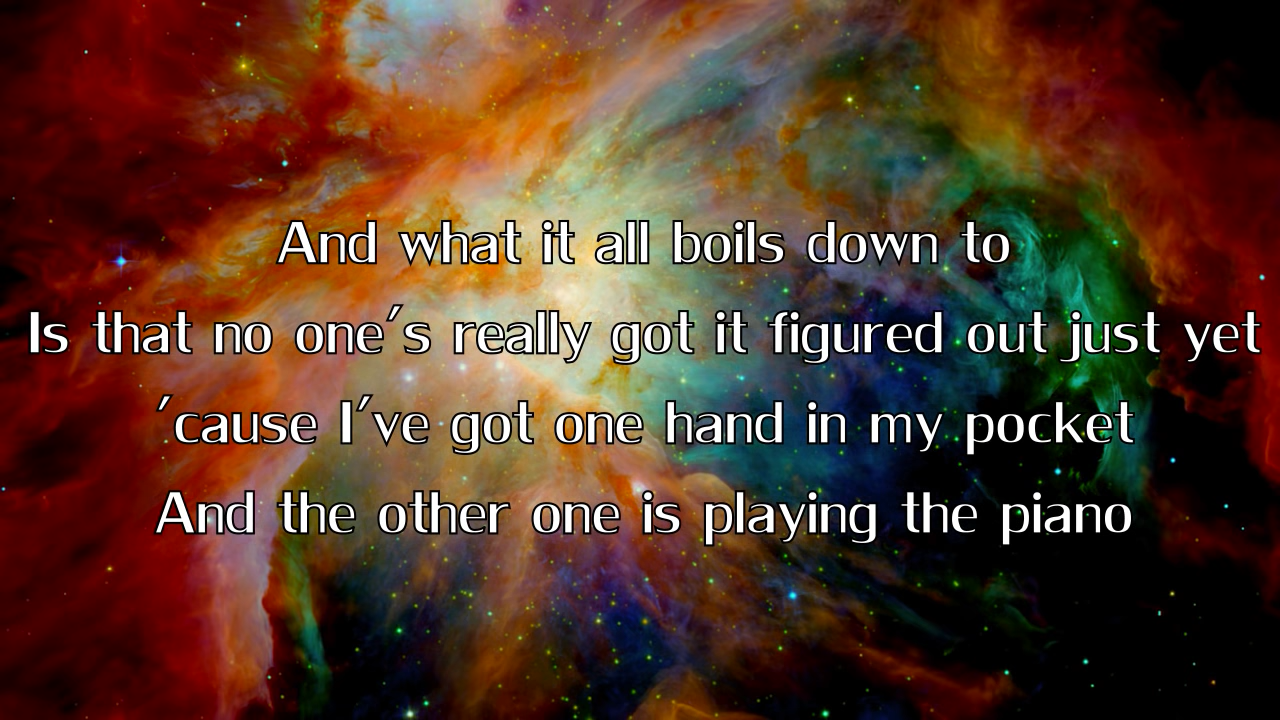 And what it all boils down to
Is that no one's really got it figured out just yet
'cause I've got one hand in my pocket
And the other one is playing the piano